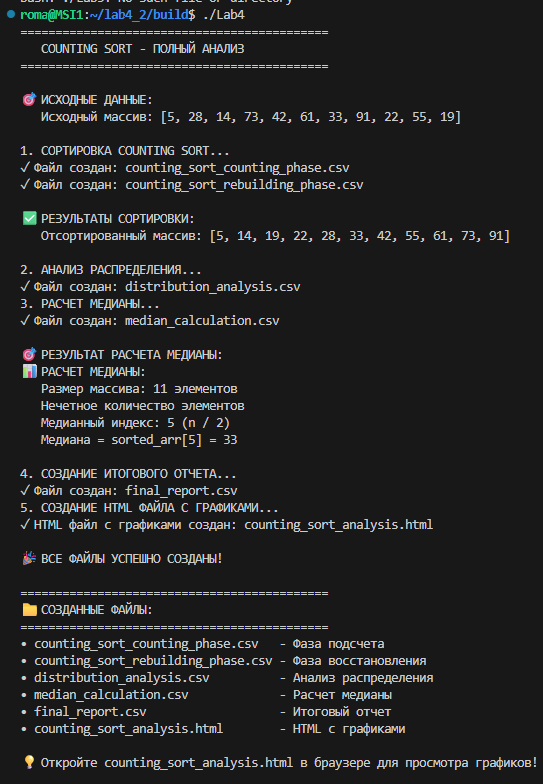 roma@MSI1:~/lab4_2/build$ ./Lab4
============================================
COUNTING SORT - ПОЛНЫЙ АНАЛИЗ
============================================
🎯 ИСХОДНЫЕ ДАННЫЕ:
Исходный массив: [5, 28, 14, 73, 42, 61, 33, 91, 22, 55, 19]
1. СОРТИРОВКА COUNTING SORT...
✓ Файл создан: counting_sort_counting_phase.csv
✓ Файл создан: counting_sort_rebuilding_phase.csv
✅ РЕЗУЛЬТАТЫ СОРТИРОВКИ:
Отсортированный массив: [5, 14, 19, 22, 28, 33, 42, 55, 61, 73, 91]
2. АНАЛИЗ РАСПРЕДЕЛЕНИЯ...
✓ Файл создан: distribution_analysis.csv
3. РАСЧЕТ МЕДИАНЫ...
✓ Файл создан: median_calculation.csv
🎯 РЕЗУЛЬТАТ РАСЧЕТА МЕДИАНЫ:
📊 РАСЧЕТ МЕДИАНЫ:
Размер массива: 11 элементов
Нечетное количество элементов
Медианный индекс: 5 (n / 2)
Медиана = sorted_arr[5] = 33
4. СОЗДАНИЕ ИТОГОВОГО ОТЧЕТА...
✓ Файл создан: final_report.csv
5. СОЗДАНИЕ HTML ФАЙЛА С ГРАФИКАМИ...
✓ HTML файл с графиками создан: counting_sort_analysis.html
🎉 ВСЕ ФАЙЛЫ УСПЕШНО СОЗДАНЫ!
============================================
📁 СОЗДАННЫЕ ФАЙЛЫ:
============================================
• counting_sort_counting_phase.csv - Фаза подсчета
• counting_sort_rebuilding_phase.csv - Фаза восстановления
• distribution_analysis.csv - Анализ распределения
• median_calculation.csv - Расчет медианы
• final_report.csv - Итоговый отчет
• counting_sort_analysis.html - HTML с графиками
💡 Откройте counting_sort_analysis.html в браузере для просмотра графиков!